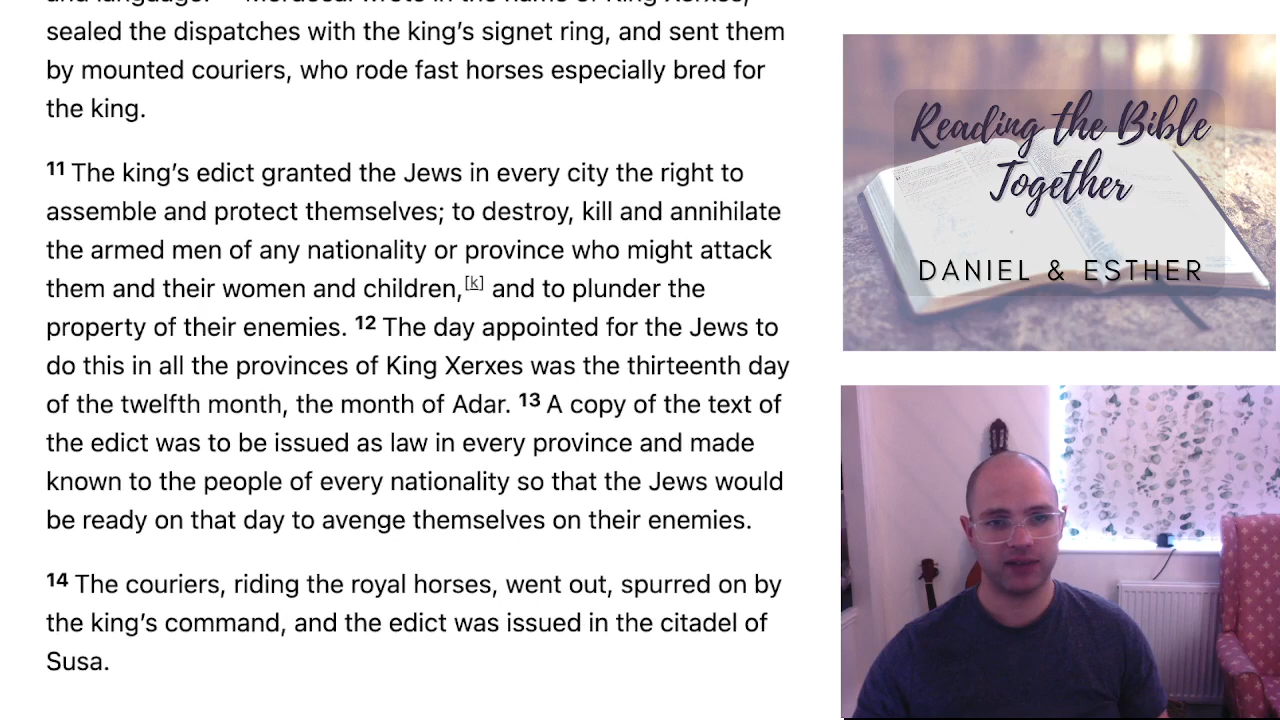 sealed the dispatches with the king's signet ring, and sent them
by mounted couriers, who rode fast horses especially bred for
the king.
11 The king's edict granted the Jews in every city the right to
assemble and protect themselves; to destroy, kill and annihilate
the armed men of any nationality or province who might attack
them and their women and children,[k] and to plunder the
property of their enemies. 12 The day appointed for the Jews to
do this in all the provinces of King Xerxes was the thirteenth day
of the twelfth month, the month of Adar. 13 A copy of the text of
the edict was to be issued as law in every province and made
known to the people of every nationality so that the Jews would
be ready on that day to avenge themselves on their enemies.
14 The couriers, riding the royal horses, went out, spurred on by
the king's command, and the edict was issued in the citadel of
Susa.
Reading the Bible
Together
DANIEL & ESTHER